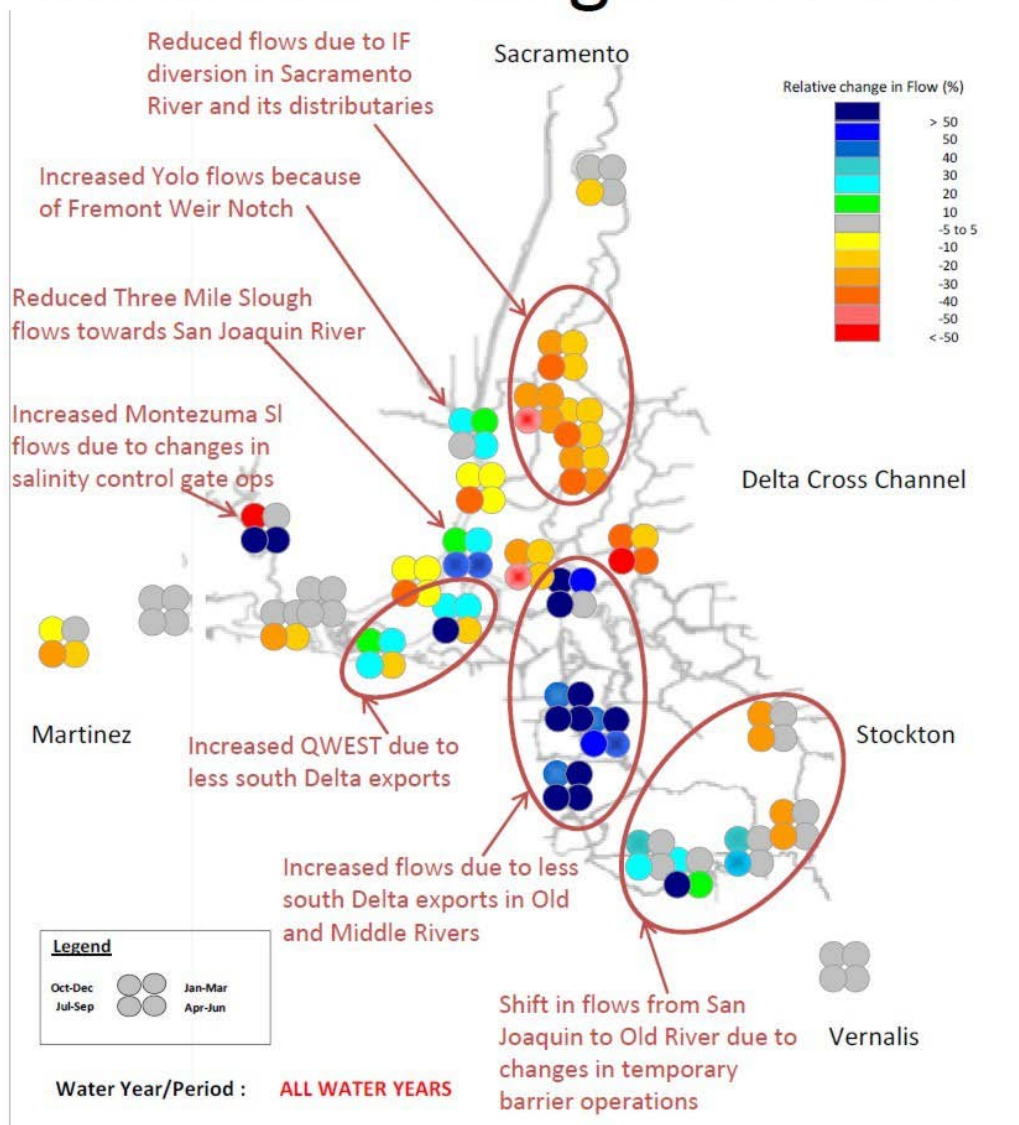 Sacramento
Reduced flows due to IF
diversion in Sacramento
River and its distributaries
Relative change in Flow (%)
> 50
50
40
30
20
10
-5 to 5
-10
-20
-30
-40
-50
< -50
Increased Yolo flows because
of Fremont Weir Notch
Reduced Three Mile Slough
flows towards San Joaquin River
Increased Montezuma Sl
flows due to changes in
salinity control gate ops
Delta Cross Channel
Martinez
Stockton
Increased QWEST due to
less south Delta exports
Increased flows due to less
south Delta exports in Old
and Middle Rivers
Legend
Oct-Dec
Jan-Mar
Jul-Sep
Apr-Jun
Shift in flows from San
Joaquin to Old River due to
changes in temporary
barrier operations
Vernalis
Water Year/Period : ALL WATER YEARS